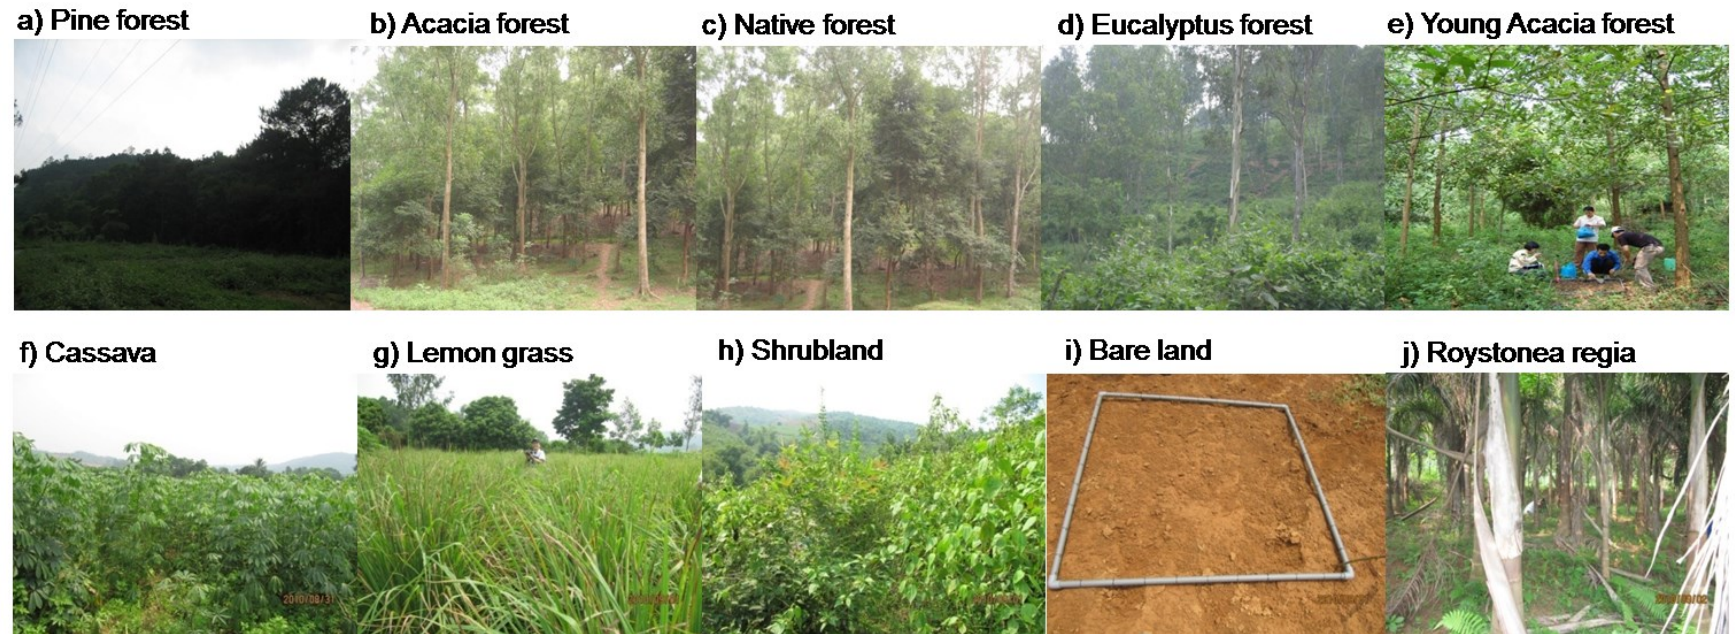 a) Pine forest
b) Acacia forest
c) Native forest
d) Eucalyptus forest
e) Young Acacia forest
f) Cassava
g) Lemon grass
h) Shrubland
i) Bare land
j) Roystonea regia
2010/08/31